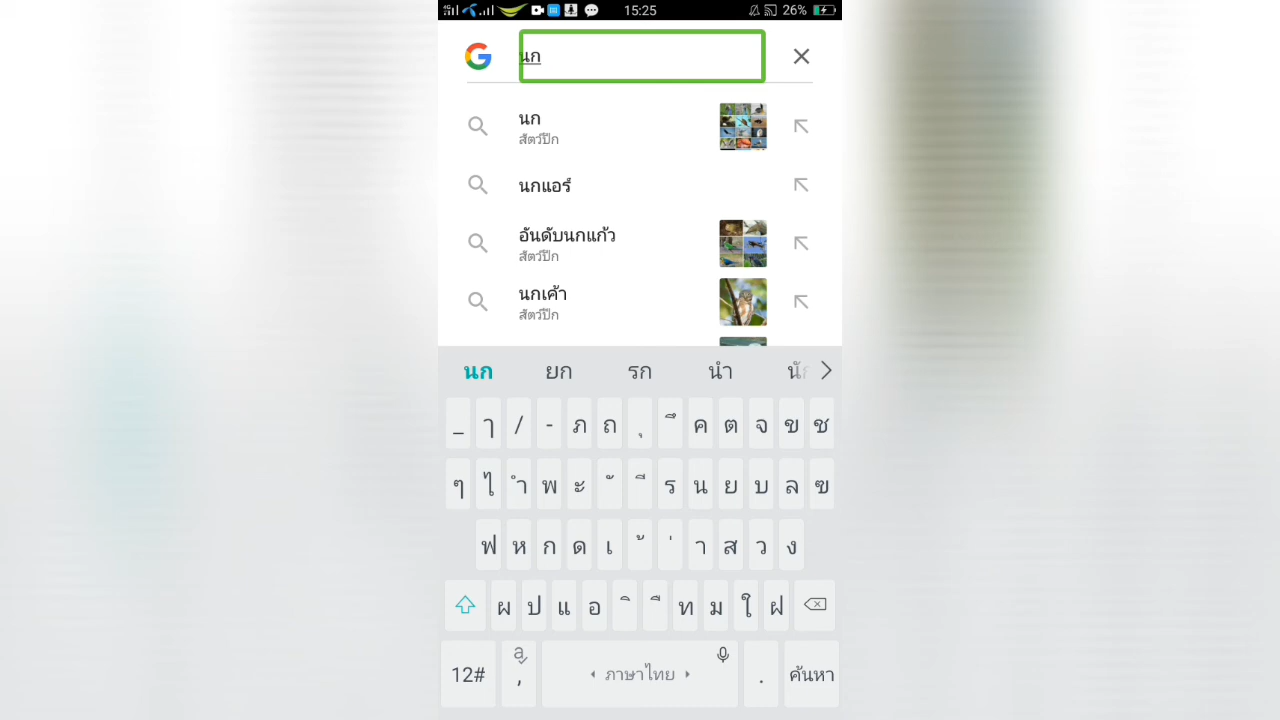 15:25 26%
นก
นก
สัตว์ปีก
นกแอร์
อันดับนกแก้ว
สัตว์ปีก
นกเค้า
สัตว์ปีก
นก ยก รก นำ
_ ๅ / - ภ ถ ุ ึ ค ต จ ข ช
ๆ ไ ำ พ ะ ั ี ร น ย บ ล ฃ
ฟ ห ก ด เ ้ ่ า ส ว ง
ผ ป แ อ ิ ื ท ม ใ ฝ
12# , ภาษาไทย . ค้นหา